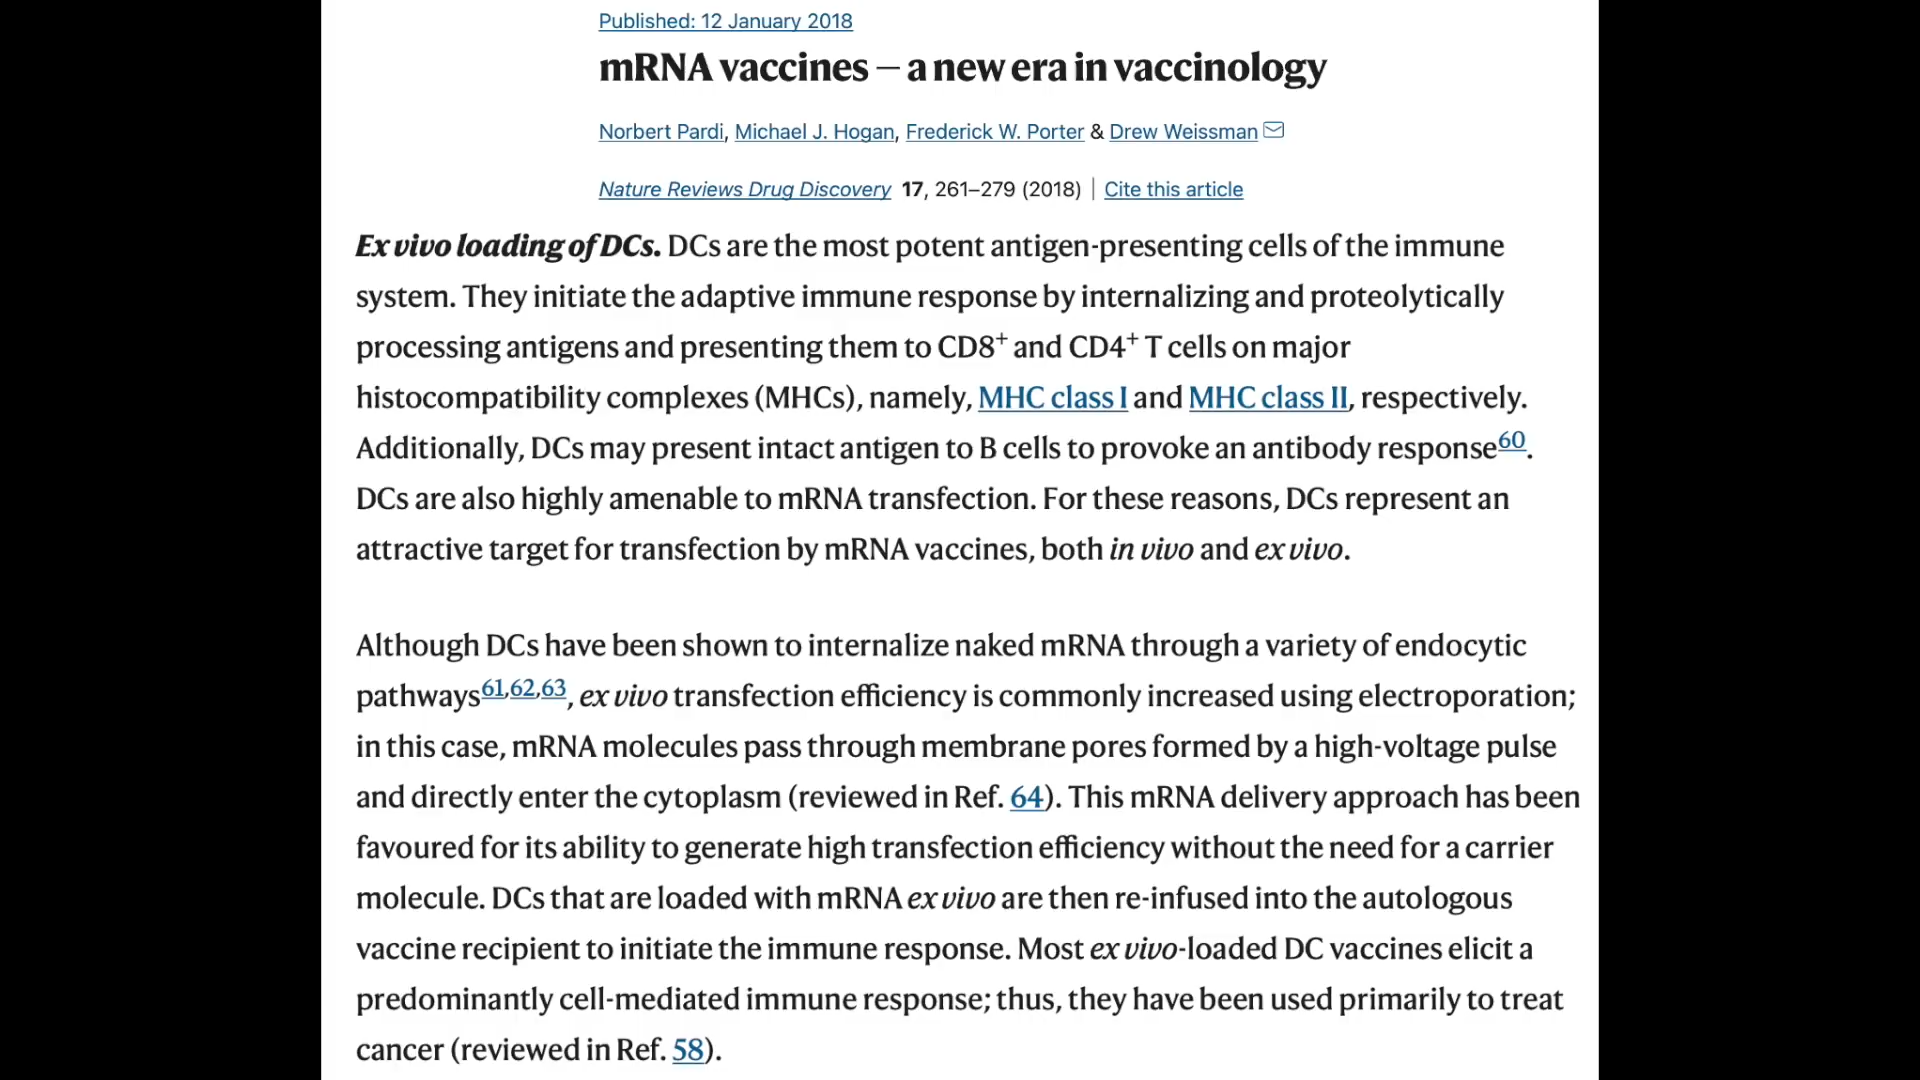 Published: 12 January 2018
mRNA vaccines — a new era in vaccinology
Norbert Pardi, Michael J. Hogan, Frederick W. Porter & Drew Weissman
Nature Reviews Drug Discovery 17, 261–279 (2018) | Cite this article
Ex vivo loading of DCs. DCs are the most potent antigen-presenting cells of the immune
system. They initiate the adaptive immune response by internalizing and proteolytically
processing antigens and presenting them to CD8⁺ and CD4⁺ T cells on major
histocompatibility complexes (MHCs), namely, MHC class I and MHC class II, respectively.
Additionally, DCs may present intact antigen to B cells to provoke an antibody response⁶⁰.
DCs are also highly amenable to mRNA transfection. For these reasons, DCs represent an
attractive target for transfection by mRNA vaccines, both in vivo and ex vivo.
Although DCs have been shown to internalize naked mRNA through a variety of endocytic
pathways⁶¹,⁶²,⁶³, ex vivo transfection efficiency is commonly increased using electroporation;
in this case, mRNA molecules pass through membrane pores formed by a high-voltage pulse
and directly enter the cytoplasm (reviewed in Ref. 64). This mRNA delivery approach has been
favoured for its ability to generate high transfection efficiency without the need for a carrier
molecule. DCs that are loaded with mRNA ex vivo are then re-infused into the autologous
vaccine recipient to initiate the immune response. Most ex vivo-loaded DC vaccines elicit a
predominantly cell-mediated immune response; thus, they have been used primarily to treat
cancer (reviewed in Ref. 58).